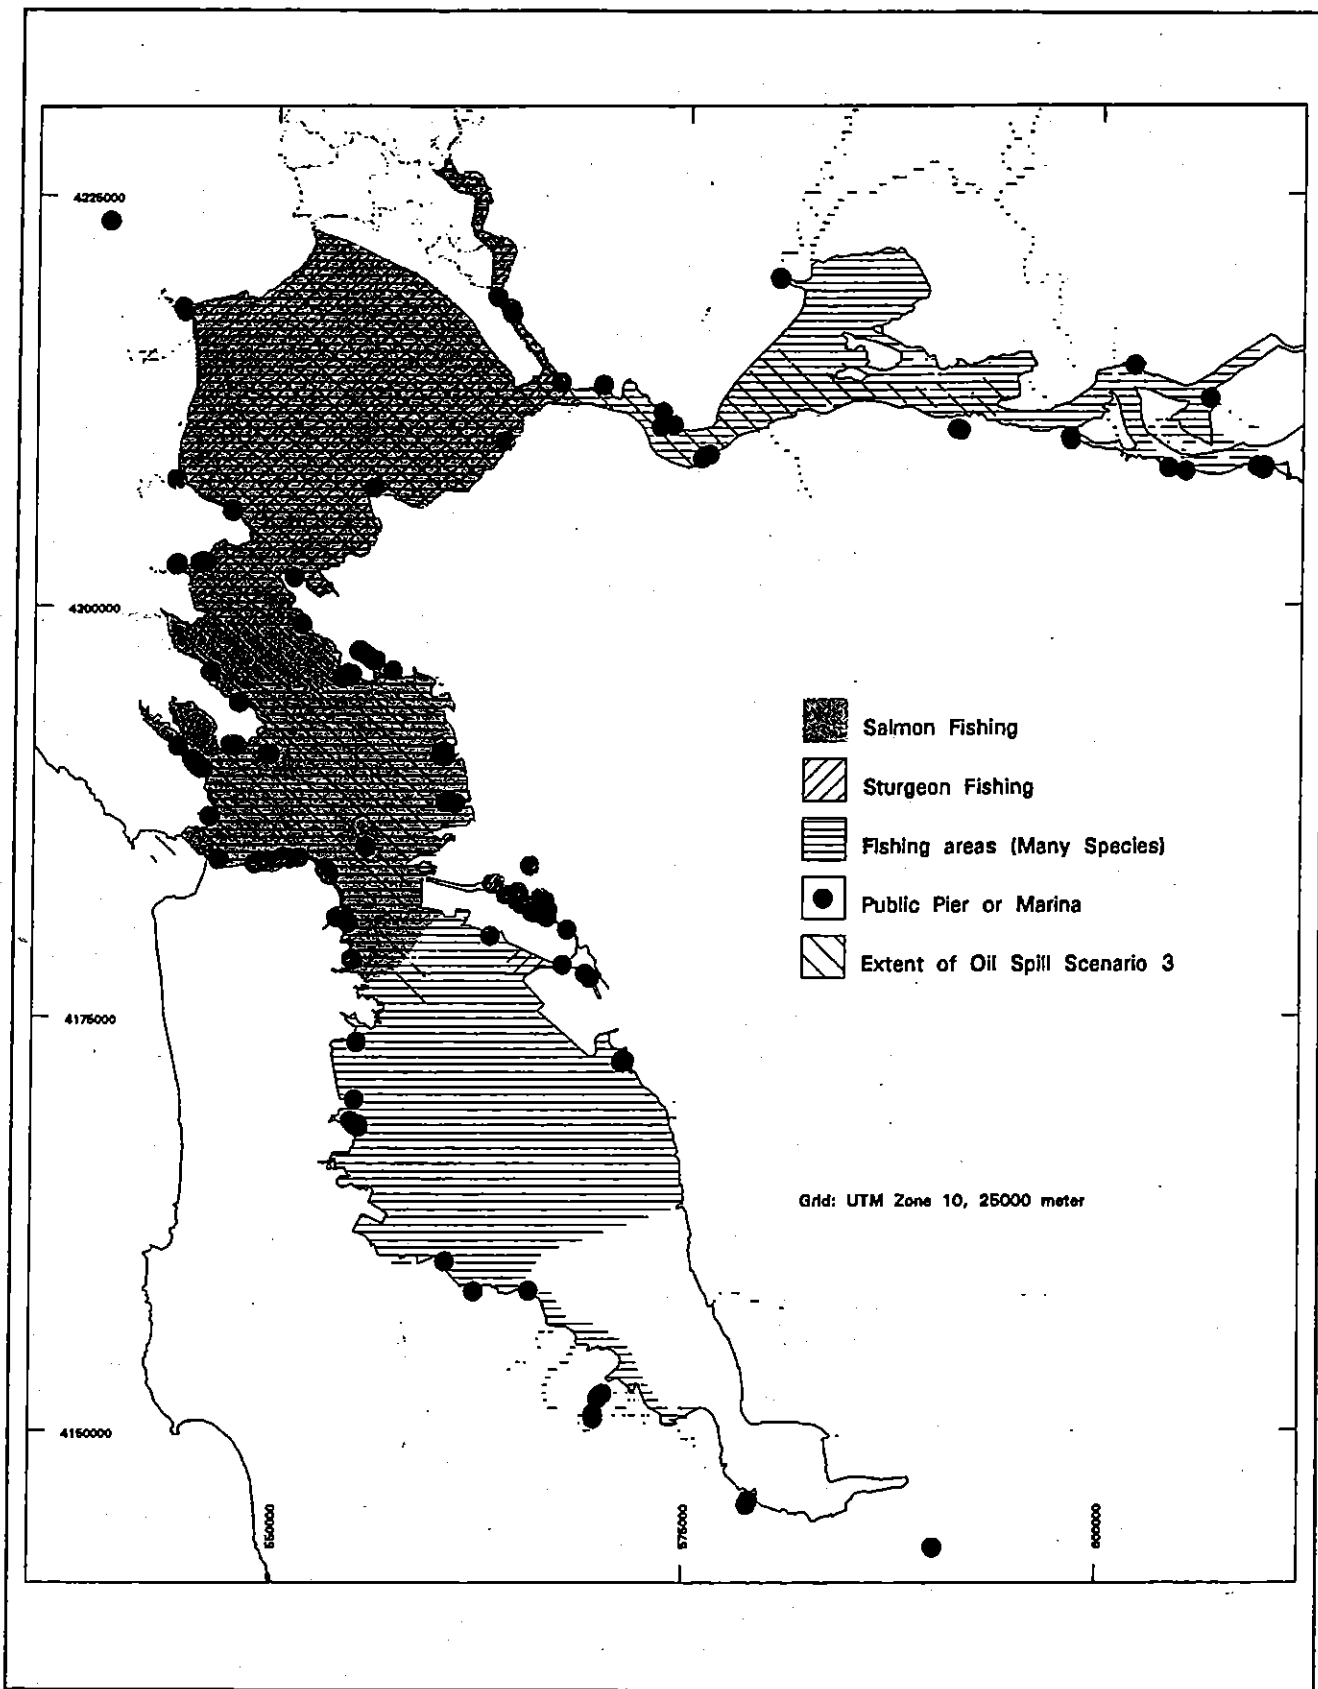 4225000
4200000
Salmon Fishing
Sturgeon Fishing
Fishing areas (Many Species)
Public Pier or Marina
Extent of Oil Spill Scenario 3
4175000
Grid: UTM Zone 10, 25000 meter
4150000
550000
575000
600000